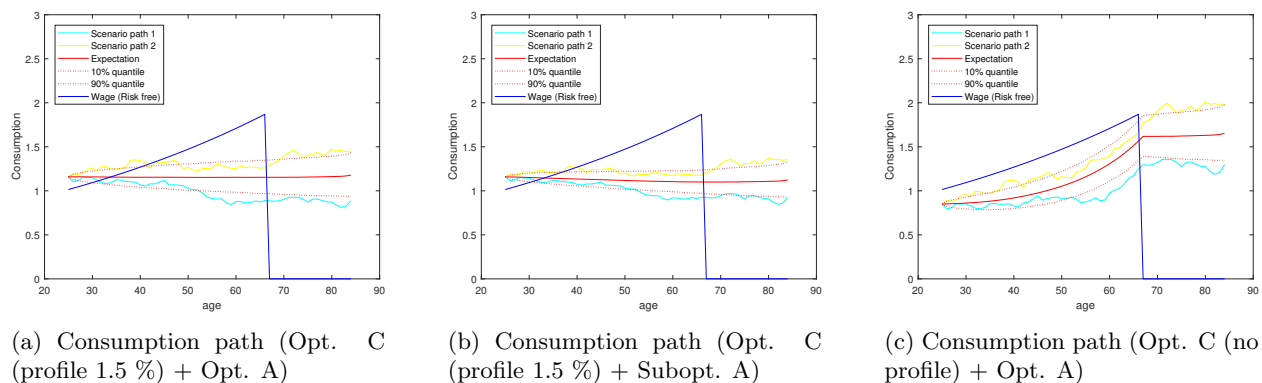 3
2.5
2
1.5
1
0.5
0
Consumption
Scenario path 1
Scenario path 2
Expectation
10% quantile
90% quantile
Wage (Risk free)
20 30 40 50 60 70 80 90
age
(a) Consumption path (Opt. C
(profile 1.5 %) + Opt. A)
3
2.5
2
1.5
1
0.5
0
Consumption
Scenario path 1
Scenario path 2
Expectation
10% quantile
90% quantile
Wage (Risk free)
20 30 40 50 60 70 80 90
age
(b) Consumption path (Opt. C
(profile 1.5 %) + Subopt. A)
3
2.5
2
1.5
1
0.5
0
Consumption
Scenario path 1
Scenario path 2
Expectation
10% quantile
90% quantile
Wage (Risk free)
20 30 40 50 60 70 80 90
age
(c) Consumption path (Opt. C (no
profile) + Opt. A)